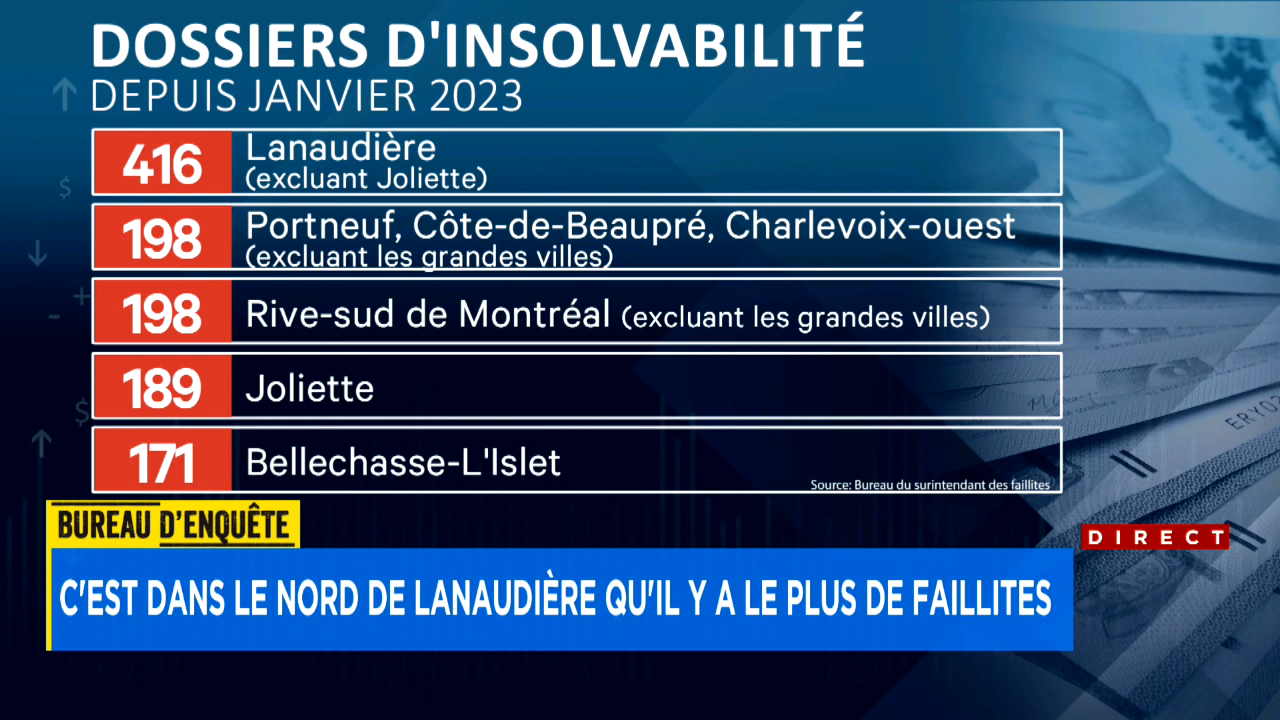 DOSSIERS D'INSOLVABILITÉ
DEPUIS JANVIER 2023
416 Lanaudière
(excluant Joliette)
198 Portneuf, Côte-de-Beaupré, Charlevoix-ouest
(excluant les grandes villes)
198 Rive-sud de Montréal (excluant les grandes villes)
189 Joliette
171 Bellechasse-L'Islet
Source: Bureau du surintendant des faillites
BUREAU D'ENQUÊTE
DIRECT
C'EST DANS LE NORD DE LANAUDIÈRE QU'IL Y A LE PLUS DE FAILLITES